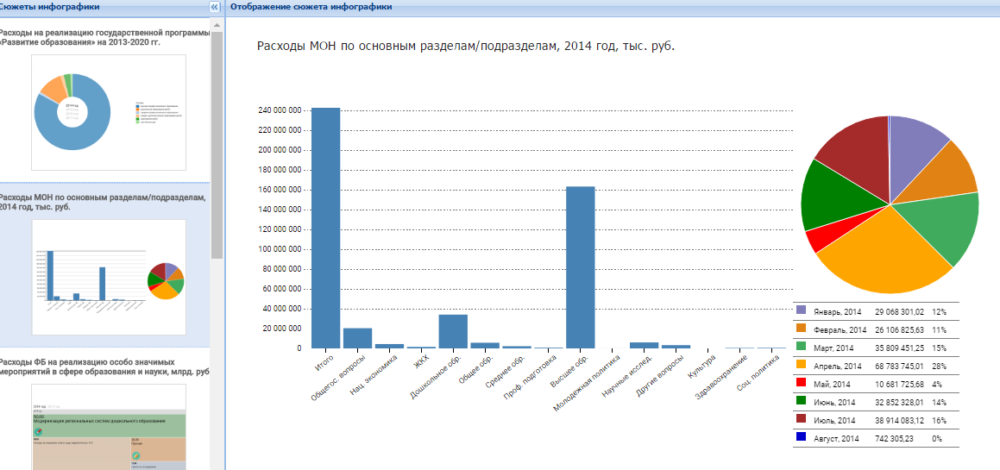 Сюжеты инфографики
Расходы на реализацию государственной программы
«Развитие образования» на 2013-2020 гг.
2014 год
Расходы МОН по основным разделам/подразделам,
2014 год, тыс. руб.
Расходы ФБ на реализацию особо значимых
мероприятий в сфере образования и науки, млрд. руб
2014 год
50,60
Модернизация региональных систем дошкольного образования
Прочие
Отображение сюжета инфографики
Расходы МОН по основным разделам/подразделам, 2014 год, тыс. руб.
240 000 000
220 000 000
200 000 000
180 000 000
160 000 000
140 000 000
120 000 000
100 000 000
80 000 000
60 000 000
40 000 000
20 000 000
0
Итого
Общегос. вопросы
Нац. экономика
ЖКХ
Дошкольное обр.
Общее обр.
Среднее обр.
Проф. подготовка
Высшее обр.
Молодежная политика
Научные исслед.
Другие вопросы
Культура
Здравоохранение
Соц. политика
Январь, 2014 29 068 301,02 12%
Февраль, 2014 26 106 825,63 11%
Март, 2014 35 809 451,25 15%
Апрель, 2014 68 783 745,01 28%
Май, 2014 10 681 725,68 4%
Июнь, 2014 32 852 328,01 14%
Июль, 2014 38 914 083,12 16%
Август, 2014 742 305,23 0%